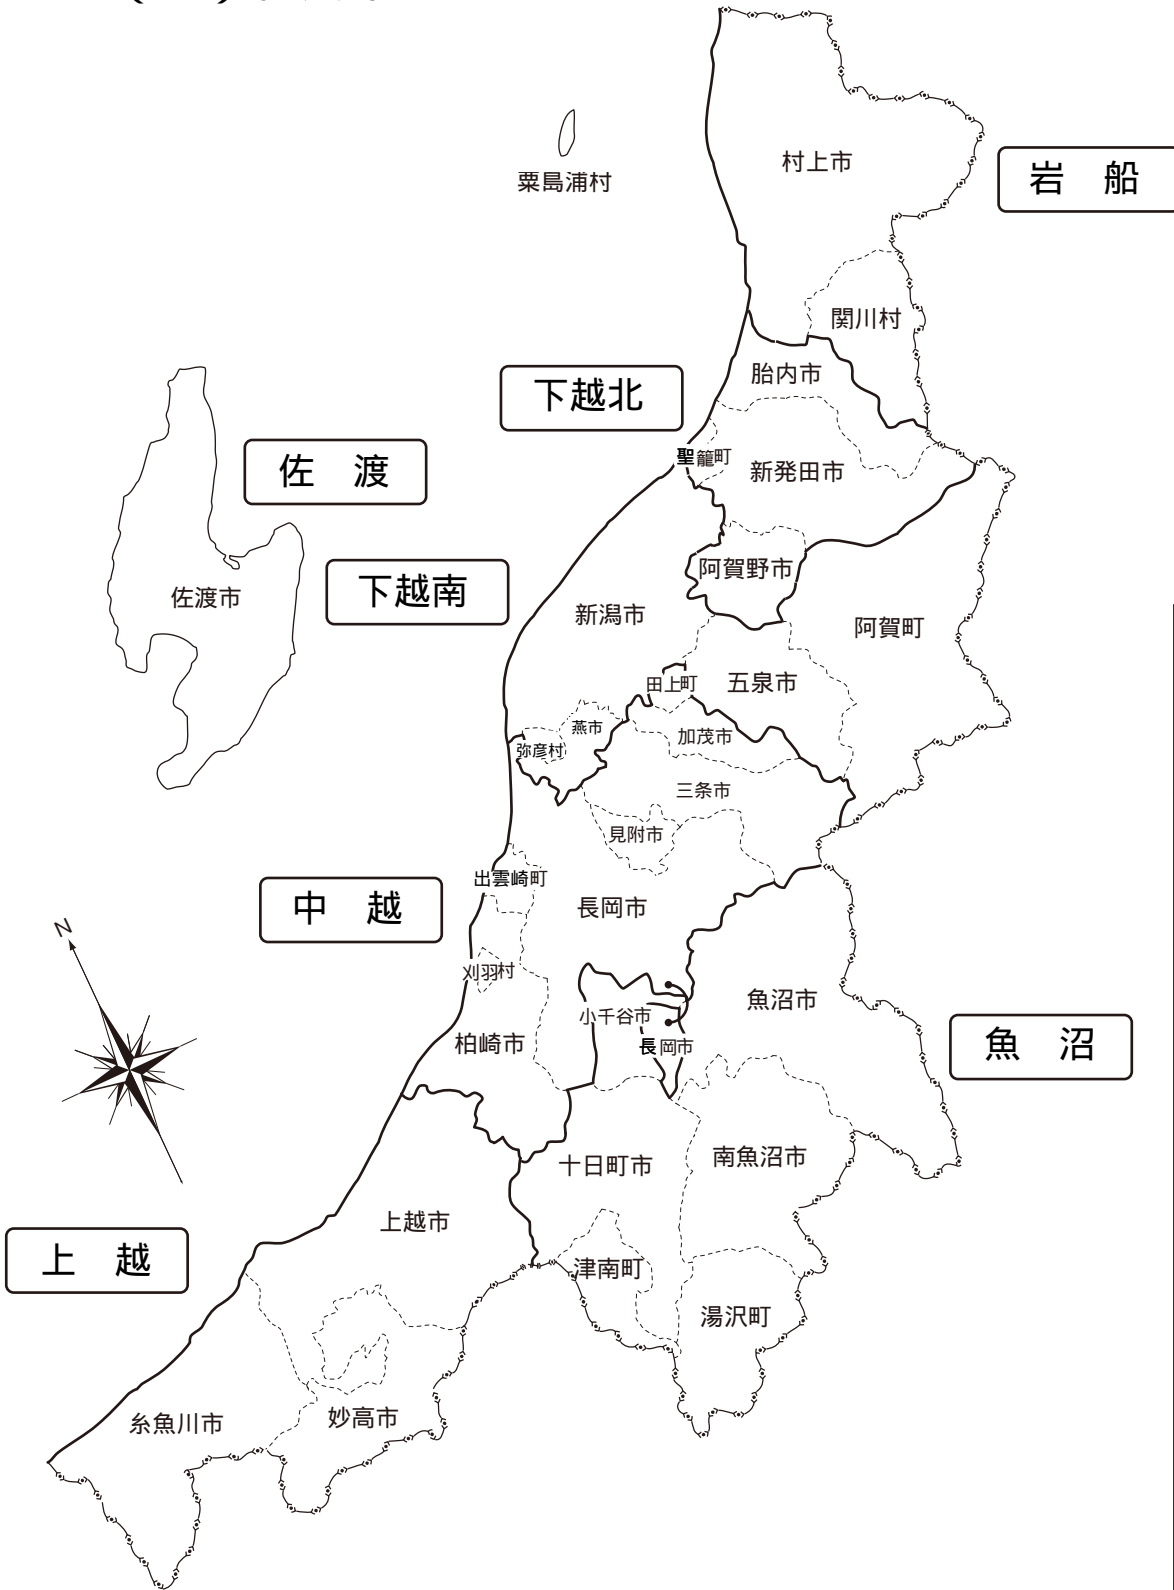 村上市
岩 船
粟島浦村
関川村
胎内市
下越北
聖籠町
新発田市
佐 渡
阿賀野市
下越南
佐渡市
新潟市
阿賀町
田上町
五泉市
燕市
加茂市
弥彦村
三条市
見附市
出雲崎町
中 越
長岡市
N
刈羽村
魚沼市
小千谷市
柏崎市
長岡市
魚 沼
十日町市
南魚沼市
上越市
上 越
津南町
湯沢町
糸魚川市
妙高市